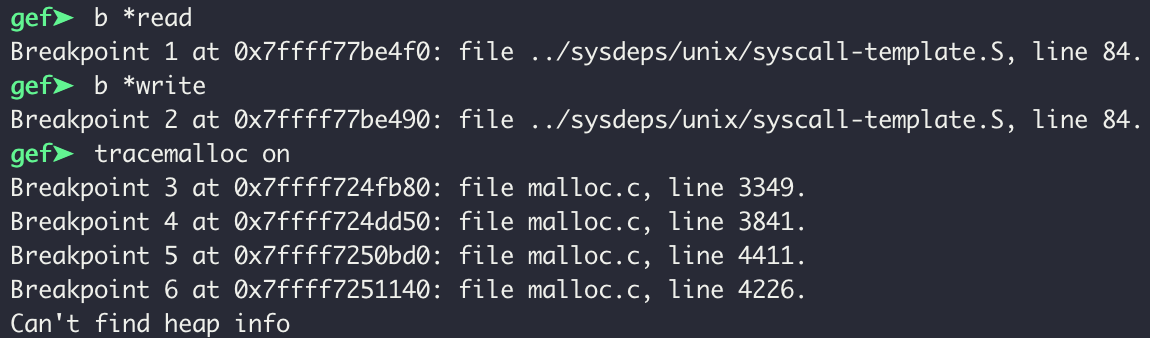 gef➤  b *read
Breakpoint 1 at 0x7ffff77be4f0: file ../sysdeps/unix/syscall-template.S, line 84.
gef➤  b *write
Breakpoint 2 at 0x7ffff77be490: file ../sysdeps/unix/syscall-template.S, line 84.
gef➤  tracemalloc on
Breakpoint 3 at 0x7ffff724fb80: file malloc.c, line 3349.
Breakpoint 4 at 0x7ffff724dd50: file malloc.c, line 3841.
Breakpoint 5 at 0x7ffff7250bd0: file malloc.c, line 4411.
Breakpoint 6 at 0x7ffff7251140: file malloc.c, line 4226.
Can't find heap info